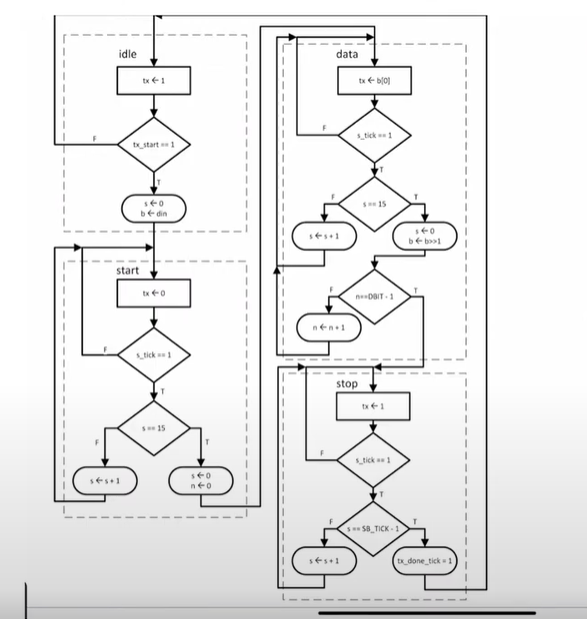 idle
tx ← 1
F
tx_start == 1
T
s ← 0
b ← din
start
tx ← 0
F
s_tick == 1
T
s == 15
F
T
s ← s + 1
s ← 0
n ← 0
data
tx ← b[0]
F
s_tick == 1
T
s == 15
F
T
s ← s + 1
s ← 0
b ← b>>1
F
n==DBIT - 1
T
n ← n + 1
stop
tx ← 1
F
s_tick == 1
T
F
s == SB_TICK - 1
T
s ← s + 1
tx_done_tick = 1